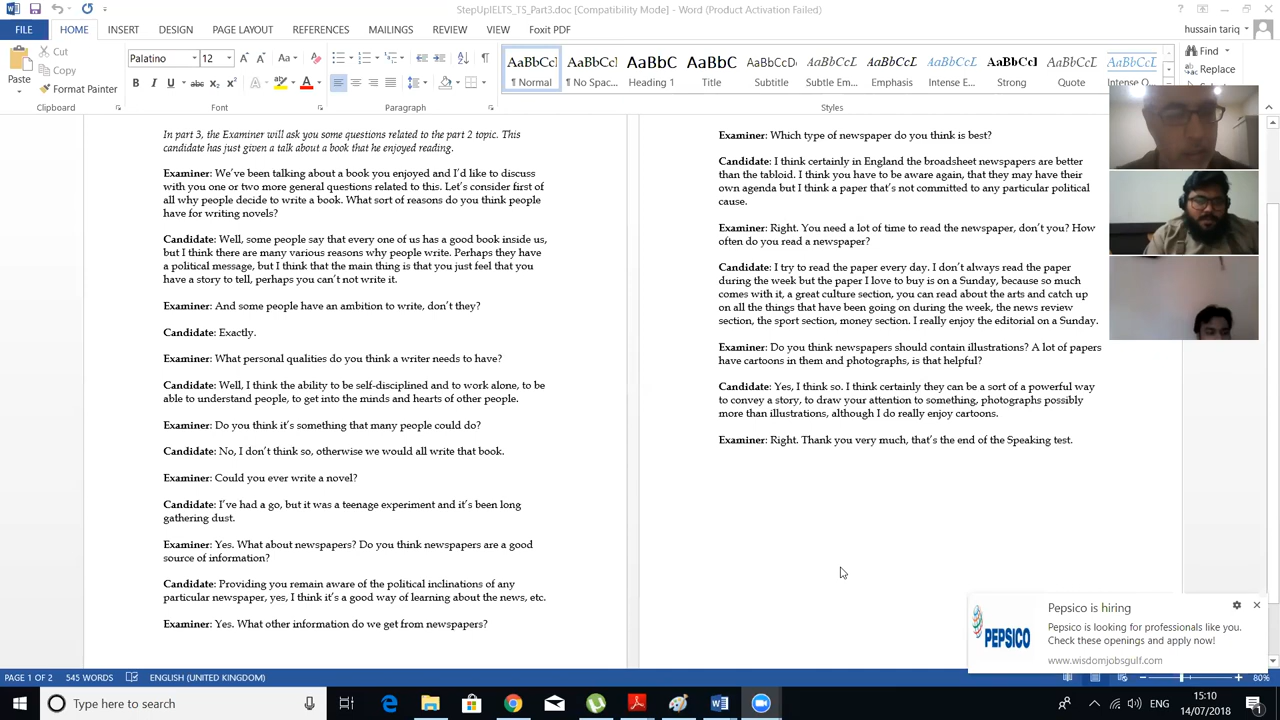 StepUpIELTS_TS_Part3.doc [Compatibility Mode] - Word (Product Activation Failed)
FILE HOME INSERT DESIGN PAGE LAYOUT REFERENCES MAILINGS REVIEW VIEW Foxit PDF
hussain tariq
Paste
Cut
Copy
Format Painter
Palatino 12
Find
Replace
AaBbCcI AaBbCcI AaBbC AaBbC AaBbCcD AaBbCcI AaBbCcI AaBbCcI AaBbCcI AaBbCcI AaBbCcI
¶ Normal ¶ No Spac... Heading 1 Title Subtitle Subtle Em... Emphasis Intense E... Strong Quote Intense Q...
Clipboard Font Paragraph Styles
In part 3, the Examiner will ask you some questions related to the part 2 topic. This
candidate has just given a talk about a book that he enjoyed reading.
Examiner: We've been talking about a book you enjoyed and I'd like to discuss
with you one or two more general questions related to this. Let's consider first of
all why people decide to write a book. What sort of reasons do you think people
have for writing novels?
Candidate: Well, some people say that every one of us has a good book inside us,
but I think there are many various reasons why people write. Perhaps they have
a political message, but I think that the main thing is that you just feel that you
have a story to tell, perhaps you can't not write it.
Examiner: And some people have an ambition to write, don't they?
Candidate: Exactly.
Examiner: What personal qualities do you think a writer needs to have?
Candidate: Well, I think the ability to be self-disciplined and to work alone, to be
able to understand people, to get into the minds and hearts of other people.
Examiner: Do you think it's something that many people could do?
Candidate: No, I don't think so, otherwise we would all write that book.
Examiner: Could you ever write a novel?
Candidate: I've had a go, but it was a teenage experiment and it's been long
gathering dust.
Examiner: Yes. What about newspapers? Do you think newspapers are a good
source of information?
Candidate: Providing you remain aware of the political inclinations of any
particular newspaper, yes, I think it's a good way of learning about the news, etc.
Examiner: Yes. What other information do we get from newspapers?
Examiner: Which type of newspaper do you think is best?
Candidate: I think certainly in England the broadsheet newspapers are better
than the tabloid. I think you have to be aware again, that they may have their
own agenda but I think a paper that's not committed to any particular political
cause.
Examiner: Right. You need a lot of time to read the newspaper, don't you? How
often do you read a newspaper?
Candidate: I try to read the paper every day. I don't always read the paper
during the week but the paper I love to buy is on a Sunday, because so much
comes with it, a great culture section, you can read about the arts and catch up
on all the things that have been going on during the week, the news review
section, the sport section, money section. I really enjoy the editorial on a Sunday.
Examiner: Do you think newspapers should contain illustrations? A lot of papers
have cartoons in them and photographs, is that helpful?
Candidate: Yes, I think so. I think certainly they can be a sort of a powerful way
to convey a story, to draw your attention to something, photographs possibly
more than illustrations, although I do really enjoy cartoons.
Examiner: Right. Thank you very much, that's the end of the Speaking test.
PEPSICO
Pepsico is hiring
Pepsico is looking for professionals like you.
Check these openings and apply now!
www.wisdomjobsgulf.com
PAGE 1 OF 2 545 WORDS ENGLISH (UNITED KINGDOM) 80%
Type here to search
ENG
15:10
14/07/2018